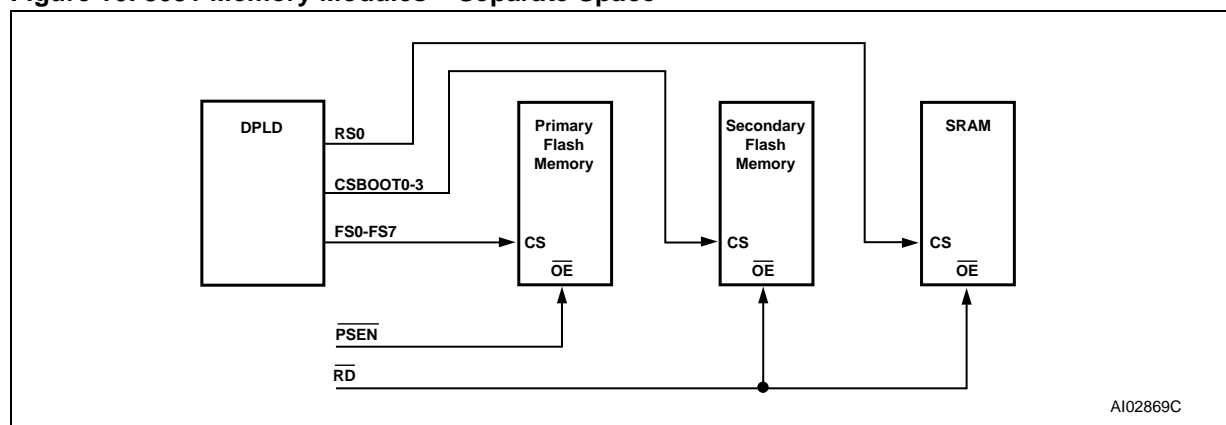 DPLD
RS0
CSBOOT0-3
FS0-FS7
Primary
Flash
Memory
CS
OE
Secondary
Flash
Memory
CS
OE
SRAM
CS
OE
PSEN
RD
AI02869C